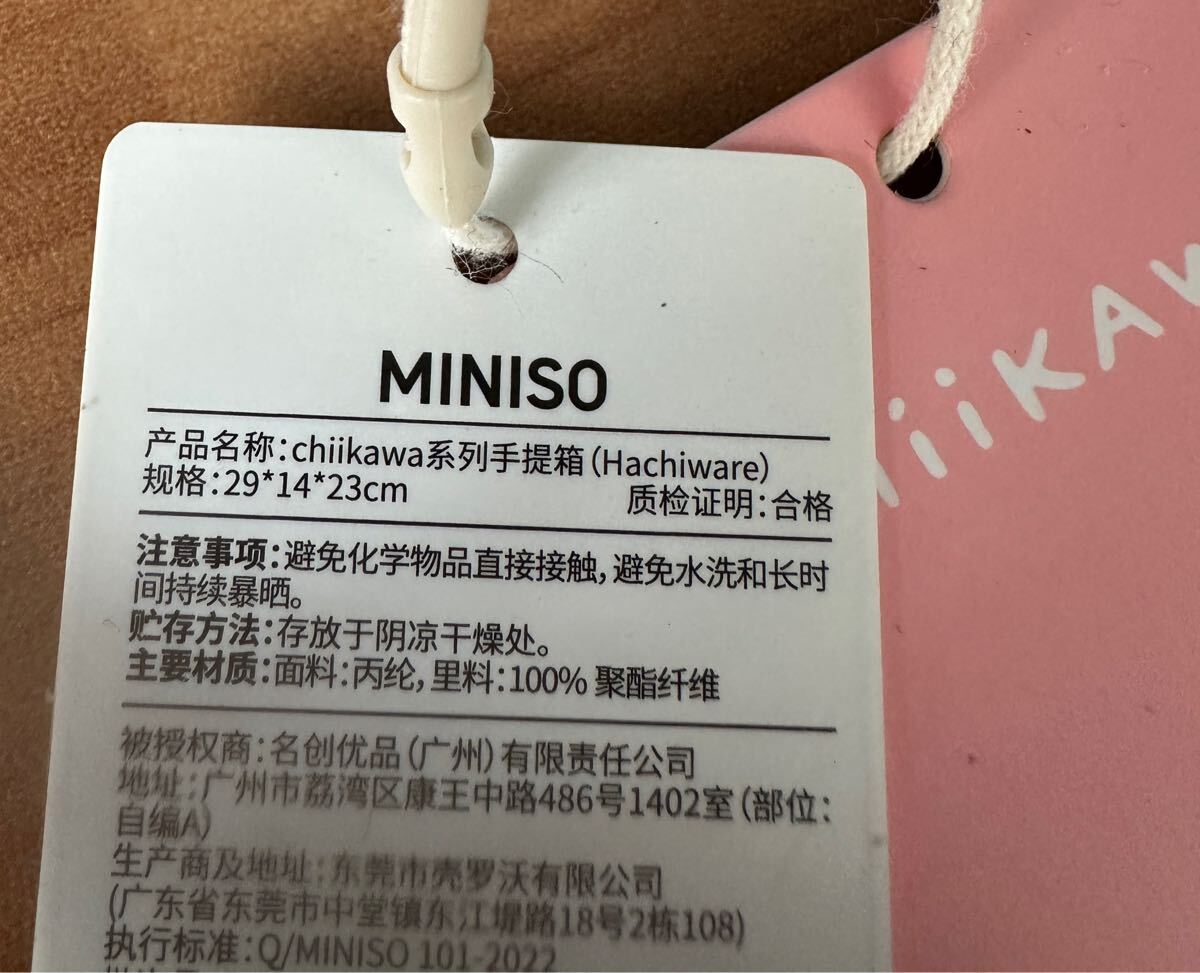 MINISO
产品名称:chiikawa系列手提箱(Hachiware)
规格:29*14*23cm 质检证明:合格
注意事项:避免化学物品直接接触,避免水洗和长时
间持续暴晒。
贮存方法:存放于阴凉干燥处。
主要材质:面料:丙纶,里料:100% 聚酯纤维
被授权商:名创优品(广州)有限责任公司
地址:广州市荔湾区康王中路486号1402室(部位:
自编A)
生产商及地址:东莞市壳罗沃有限公司
(广东省东莞市中堂镇东江堤路18号2栋108)
执行标准:Q/MINISO 101-2022
iiKAW